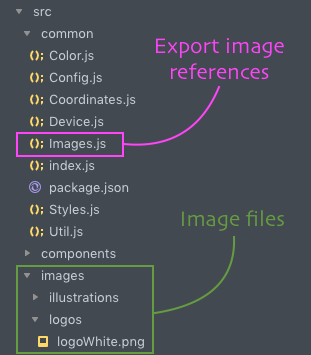 src
common
Color.js
Config.js
Coordinates.js
Device.js
Images.js
index.js
package.json
Styles.js
Util.js
components
images
illustrations
logos
logoWhite.png
Export image
references
Image files